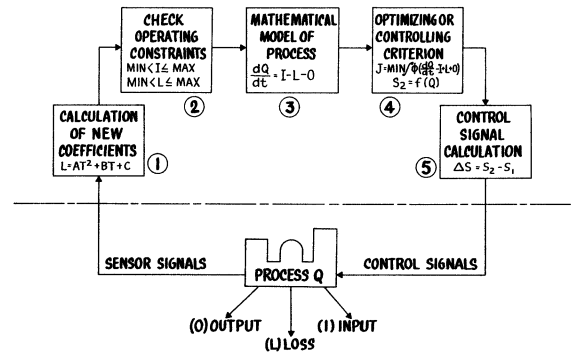 CHECK
OPERATING
CONSTRAINTS
MIN<I≤MAX
MIN<L≤MAX
②
MATHEMATICAL
MODEL OF
PROCESS
dQ/dt = I-L-O
③
OPTIMIZING OR
CONTROLLING
CRITERION
J=MIN∫Φ(dQ/dt-I-L+O)
S₂=f(Q)
④
CALCULATION
OF NEW
COEFFICIENTS
L=AT²+BT+C
①
CONTROL
SIGNAL
CALCULATION
ΔS=S₂-S₁
⑤
SENSOR SIGNALS
PROCESS Q
CONTROL SIGNALS
(O) OUTPUT
(L) LOSS
(I) INPUT